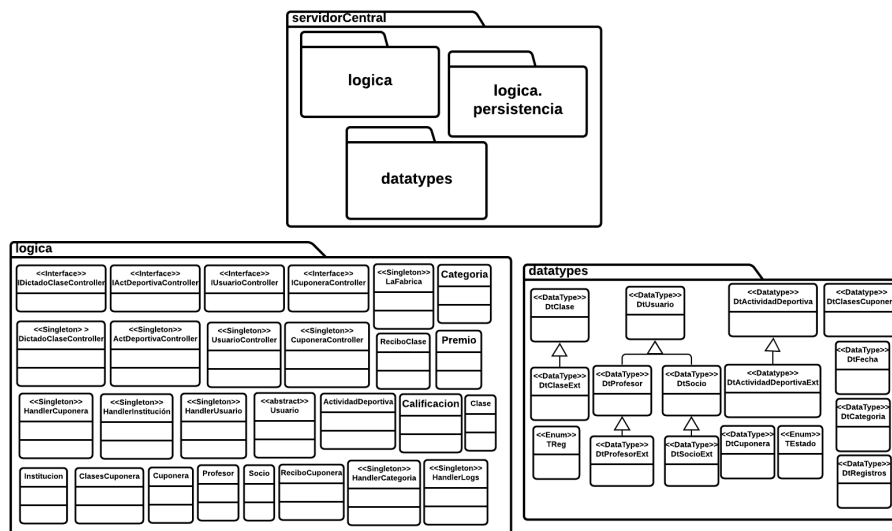 servidorCentral
logica
logica.
persistencia
datatypes
logica
<<Interface>>
IDictadoClaseController
<<Interface>>
IActDeportivaController
<<Interface>>
IUsuarioController
<<Interface>>
ICuponeraController
<<Singleton>>
LaFabrica
Categoria
<<Singleton> >
DictadoClaseController
<<Singleton>>
ActDeportivaController
<<Singleton>>
UsuarioController
<<Singleton>>
CuponeraController
ReciboClase
Premio
<<Singleton>>
HandlerCuponera
<<Singleton>>
HandlerInstitución
<<Singleton>>
HandlerUsuario
<<abstract>>
Usuario
ActividadDeportiva
Calificacion
Clase
Institucion
ClasesCuponera
Cuponera
Profesor
Socio
ReciboCuponera
<<Singleton>>
HandlerCategoria
<<Singleton>>
HandlerLogs
datatypes
<<DataType>>
DtClase
<<DataType>>
DtUsuario
<<Datatype>>
DtActividadDeportiva
<<Datatype>>
DtClasesCuponera
<<DataType>>
DtFecha
<<DataType>>
DtClaseExt
<<DataType>>
DtProfesor
<<DataType>>
DtSocio
<<Datatype>>
DtActividadDeportivaExt
<<DataType>>
DtCategoria
<<Enum>>
TReg
<<DataType>>
DtProfesorExt
<<DataType>>
DtSocioExt
<<DataType>>
DtCuponera
<<Enum>>
TEstado
<<DataType>>
DtRegistros